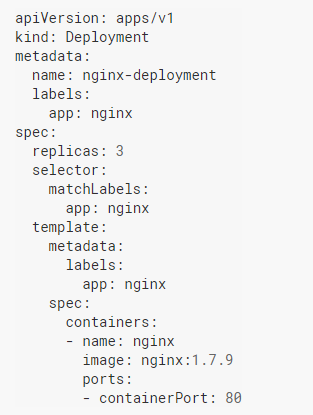 apiVersion: apps/v1
kind: Deployment
metadata:
  name: nginx-deployment
  labels:
    app: nginx
spec:
  replicas: 3
  selector:
    matchLabels:
      app: nginx
  template:
    metadata:
      labels:
        app: nginx
    spec:
      containers:
      - name: nginx
        image: nginx:1.7.9
        ports:
        - containerPort: 80